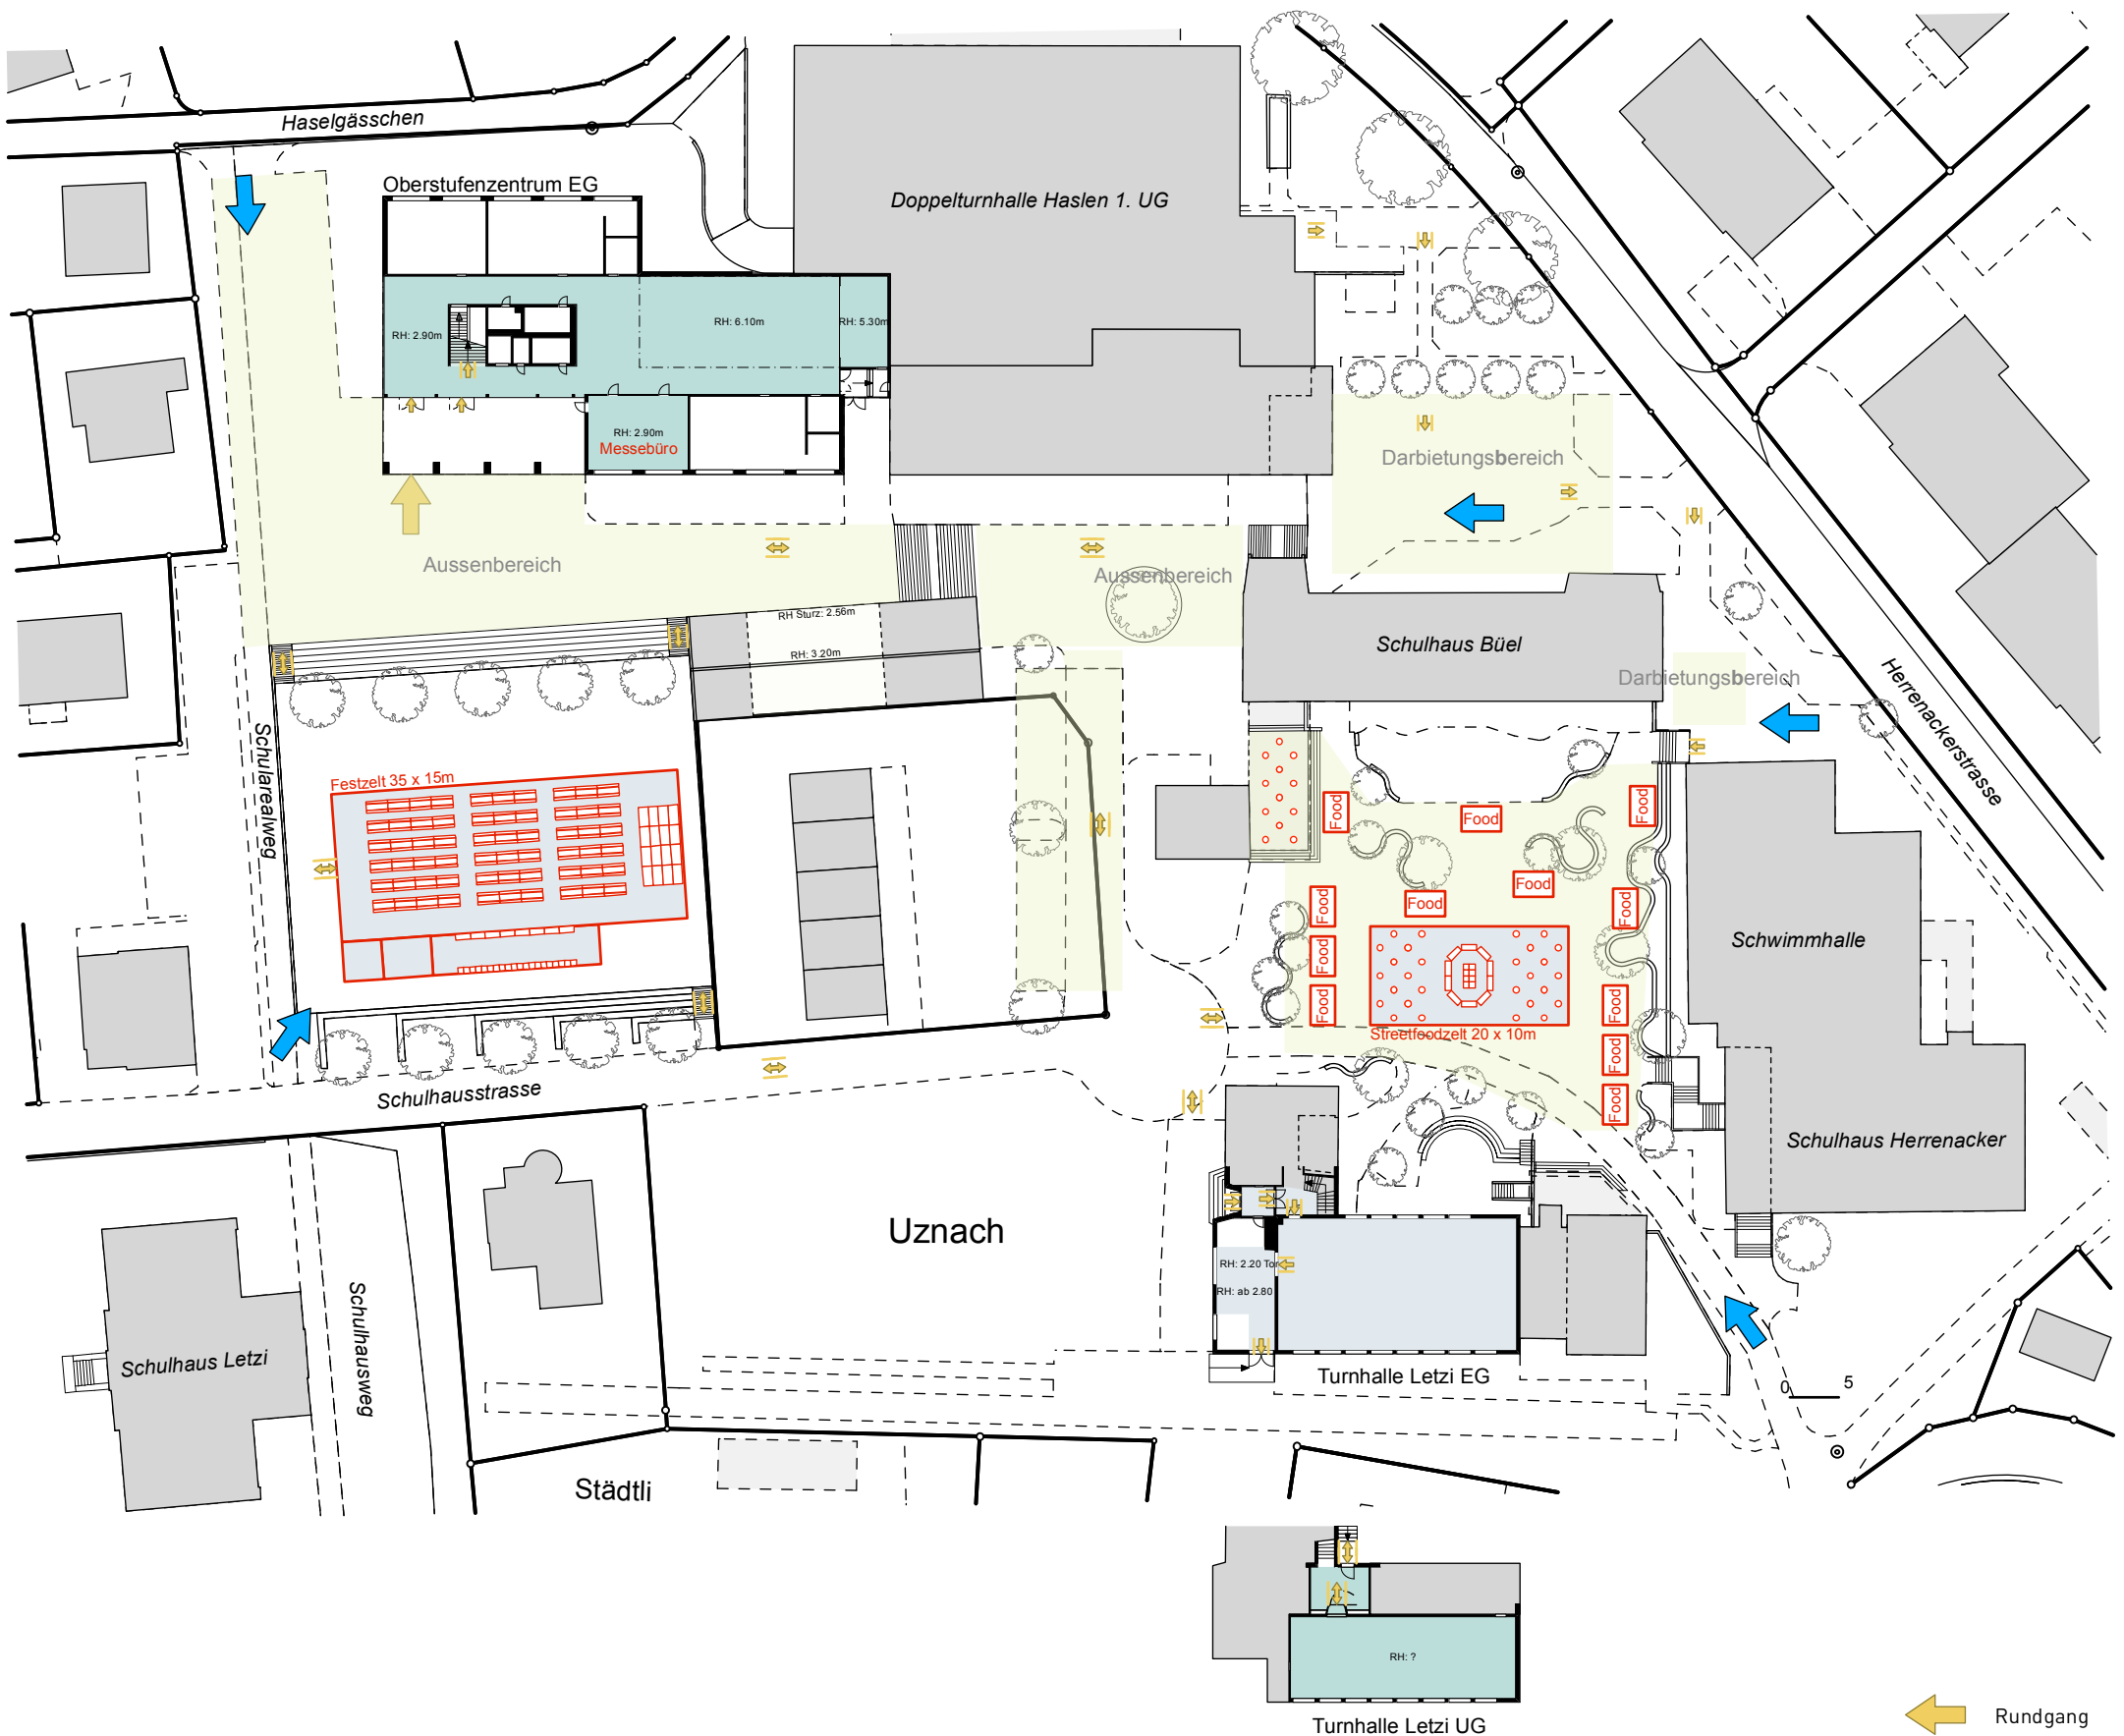 Haselgässchen
Oberstufenzentrum EG
Doppelturnhalle Haslen 1. UG
RH: 2.90m
RH: 6.10m
RH: 5.30m
RH: 2.90m
Messebüro
Darbietungsbereich
Aussenbereich
Aussenbereich
RH Sturz: 2.56m
RH: 3.20m
Schulhaus Büel
Darbietungsbereich
Herrenackerstrasse
Schularealweg
Festzelt 35 x 15m
Food
Food
Food
Food
Food
Food
Food
Food
Food
Food
Food
Food
Schwimmhalle
Streetfoodzelt 20 x 10m
Schulhausstrasse
Schulhaus Herrenacker
Uznach
RH: 2.20 Tor
RH: ab 2.80
Schulhaus Letzi
Schulhausweg
Turnhalle Letzi EG
0 5
Städtli
RH: ?
Turnhalle Letzi UG
Rundgang